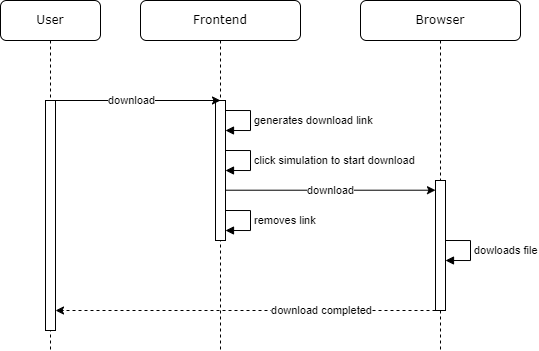 User
Frontend
Browser
download
generates download link
click simulation to start download
download
removes link
dowloads file
download completed